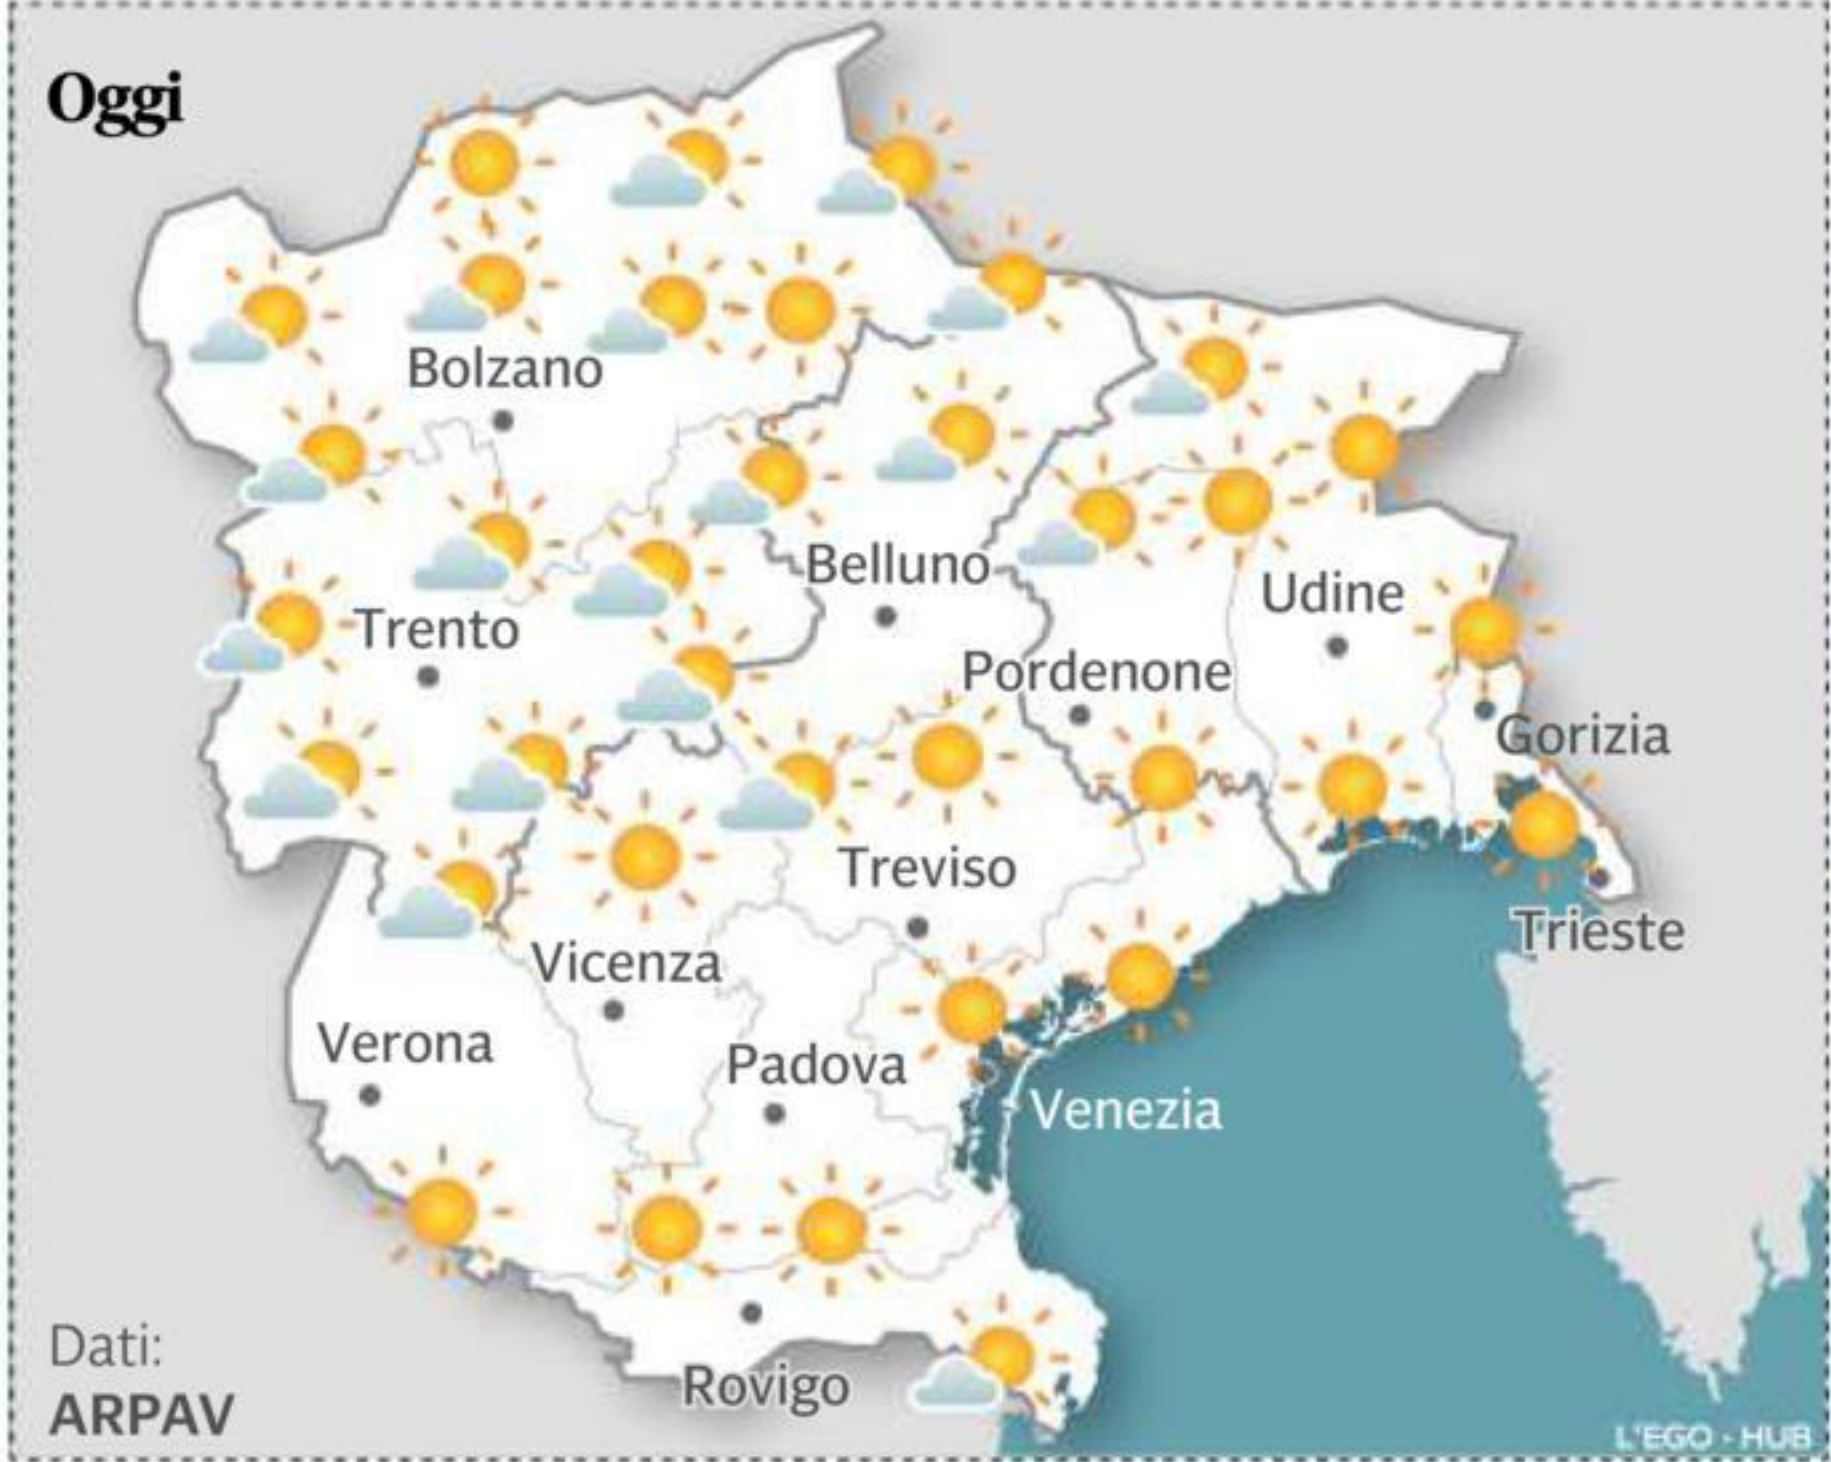 Oggi
Bolzano
Belluno
Udine
Trento
Pordenone
Gorizia
Treviso
Trieste
Vicenza
Verona
Padova
Venezia
Dati:
ARPAV
Rovigo
L'EGO - HUB